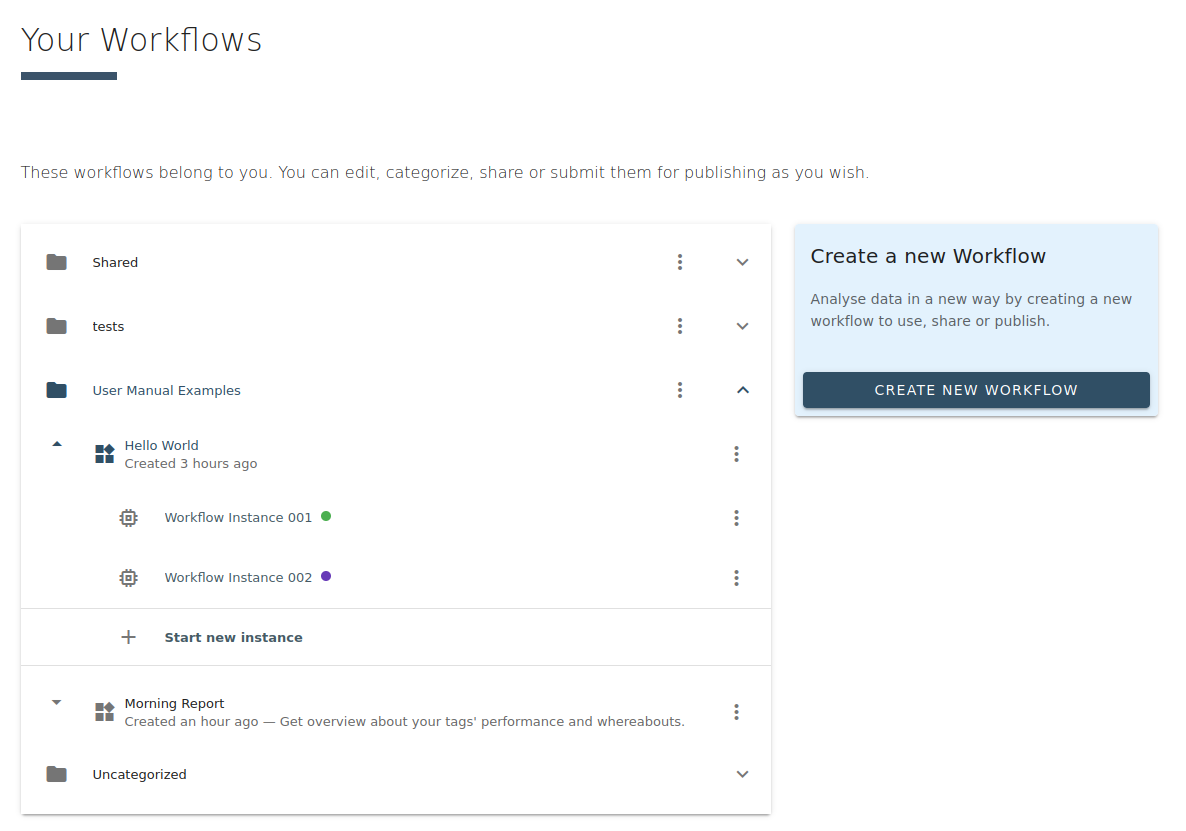 Your Workflows
These workflows belong to you. You can edit, categorize, share or submit them for publishing as you wish.
Shared
tests
User Manual Examples
Hello World
Created 3 hours ago
Workflow Instance 001
Workflow Instance 002
Start new instance
Morning Report
Created an hour ago — Get overview about your tags' performance and whereabouts.
Uncategorized
Create a new Workflow
Analyse data in a new way by creating a new
workflow to use, share or publish.
CREATE NEW WORKFLOW